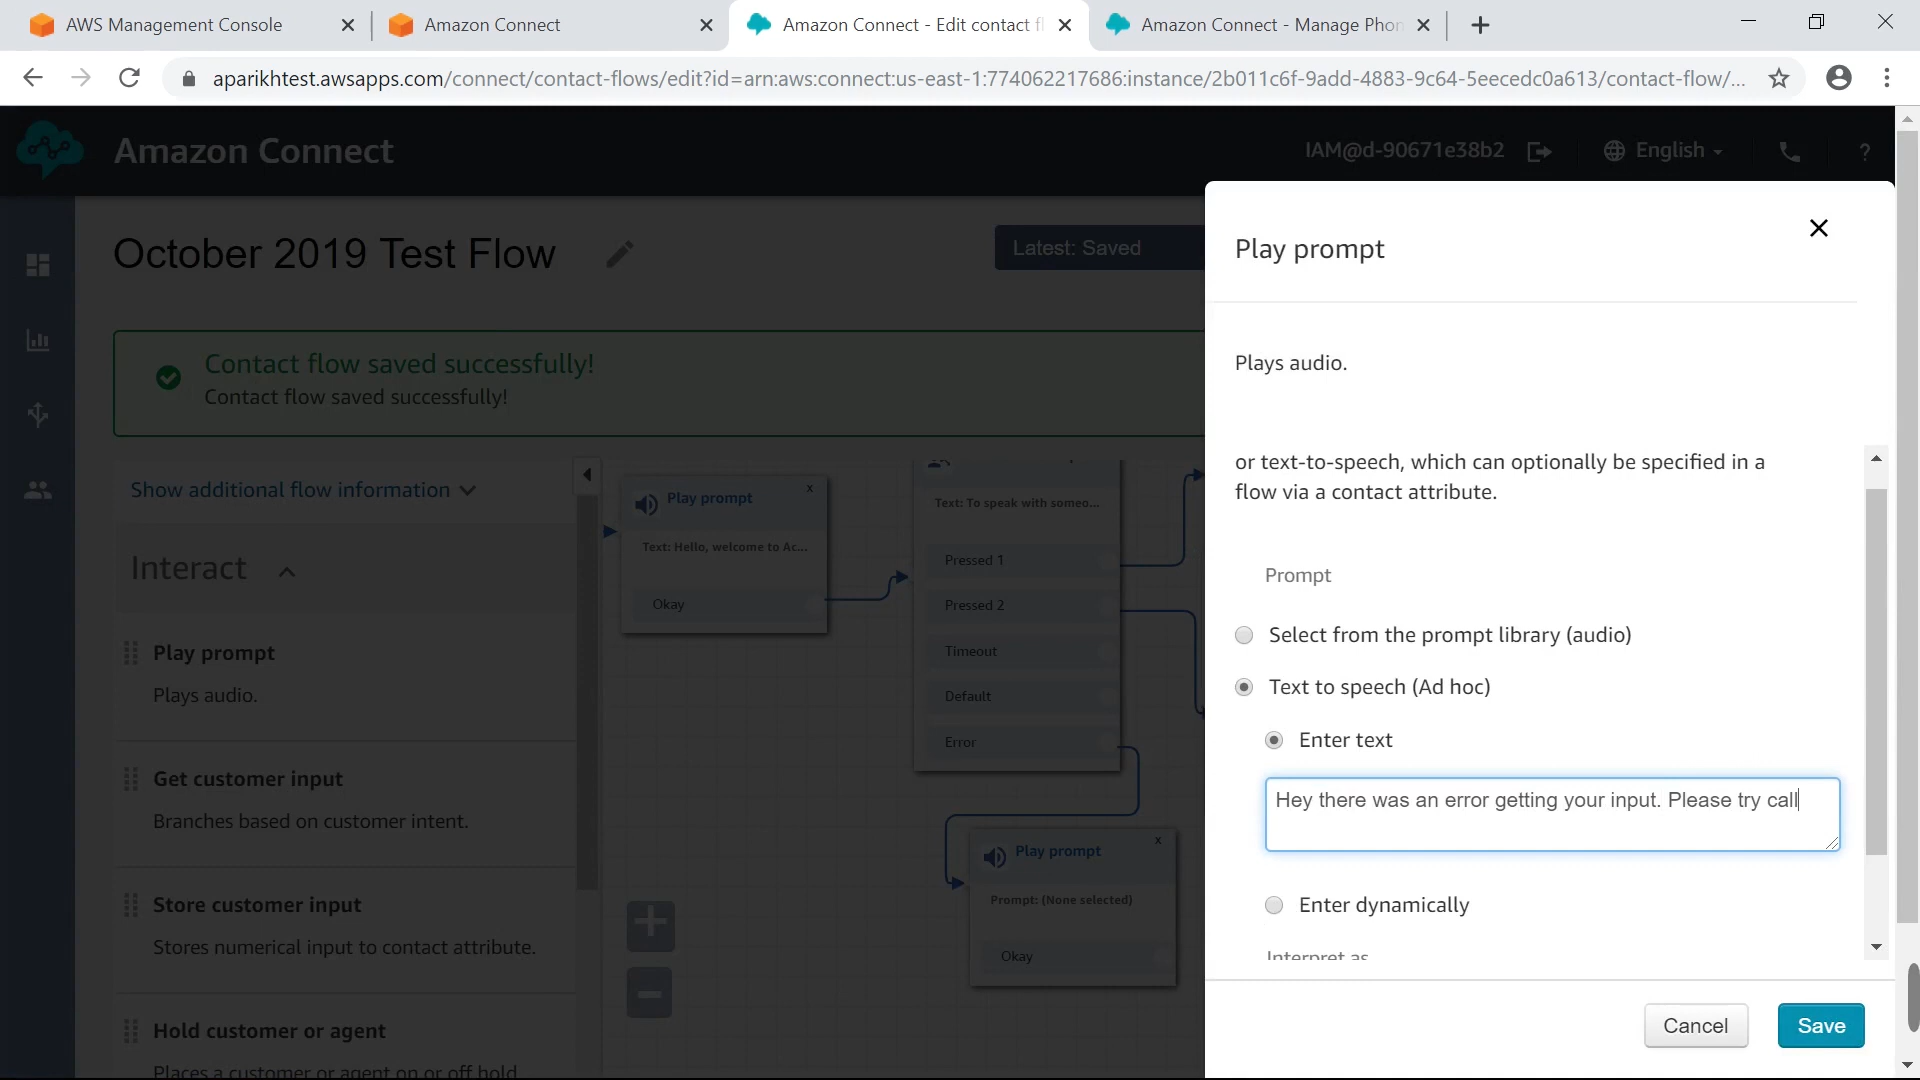 AWS Management Console
Amazon Connect
Amazon Connect - Edit contact fl
Amazon Connect - Manage Phon
aparikhtest.awsapps.com/connect/contact-flows/edit?id=arn:aws:connect:us-east-1:774062217686:instance/2b011c6f-9add-4883-9c64-5eecedc0a613/contact-flow/...
Amazon Connect
IAM@d-90671e38b2
English
?
October 2019 Test Flow
Latest: Saved
Contact flow saved successfully!
Contact flow saved successfully!
Show additional flow information
Interact
Play prompt
Plays audio.
Get customer input
Branches based on customer intent.
Store customer input
Stores numerical input to contact attribute.
Hold customer or agent
Places a customer or agent on or off hold
Play prompt
x
Text: Hello, welcome to Ac...
Okay
Text: To speak with someo...
Pressed 1
Pressed 2
Timeout
Default
Error
Play prompt
x
Prompt: (None selected)
Okay
Play prompt
Plays audio.
or text-to-speech, which can optionally be specified in a
flow via a contact attribute.
Prompt
Select from the prompt library (audio)
Text to speech (Ad hoc)
Enter text
Hey there was an error getting your input. Please try call
Enter dynamically
Interpret as
Cancel
Save